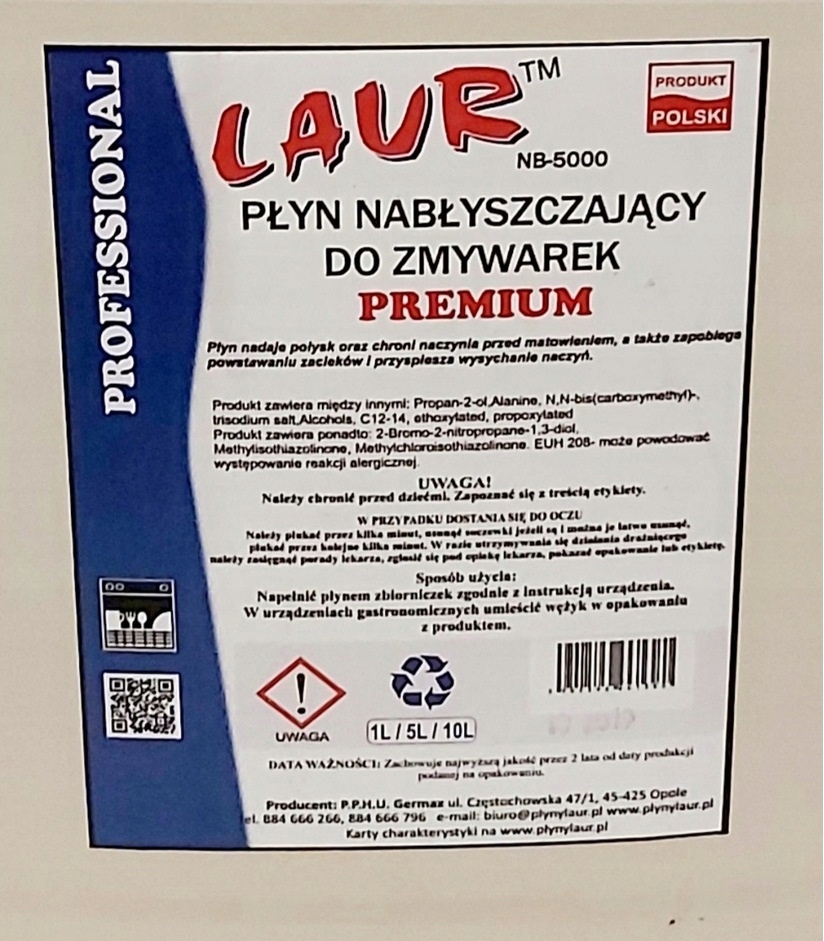 PROFESSIONAL
LAUR™
PRODUKT
POLSKI
NB-5000
PŁYN NABŁYSZCZAJĄCY
DO ZMYWAREK
PREMIUM
Płyn nadaje połysk oraz chroni naczynia przed matowieniem, a także zapobiega
powstawaniu zacieków i przyspiesza wysychanie naczyń.
Produkt zawiera między innymi: Propan-2-ol,Alanine, N,N-bis(carboxymethyl)-,
trisodium salt,Alcohols, C12-14, ethoxylated, propoxylated
Produkt zawiera ponadto: 2-Bromo-2-nitropropane-1,3-diol,
Methylisothiazolinone, Methylchloroisothiazolinone. EUH 208- może powodować
występowanie reakcji alergicznej.
UWAGA!
Należy chronić przed dziećmi. Zapoznać się z treścią etykiety.
W PRZYPADKU DOSTANIA SIĘ DO OCZU
Należy płukać przez kilka minut, usunąć soczewki jeżeli są i można je łatwo usunąć,
płukać przez kolejne kilka minut. W razie utrzymywania się działania drażniącego
należy zasięgnąć porady lekarza, zgłosić się pod opiekę lekarza, pokazać opakowanie lub etykietę.
Sposób użycia:
Napełnić płynem zbiorniczek zgodnie z instrukcją urządzenia.
W urządzeniach gastronomicznych umieścić wężyk w opakowaniu
z produktem.
UWAGA
1L / 5L / 10L
DATA WAŻNOŚCI: Zachowuje najwyższą jakość przez 2 lata od daty produkcji
podanej na opakowaniu.
Producent: P.P.H.U. Germax ul. Częstochowska 47/1, 45-425 Opole
el. 884 666 266, 884 666 796 e-mail: biuro@płynylaur.pl www.płynylaur.pl
Karty charakterystyki na www.płynylaur.pl